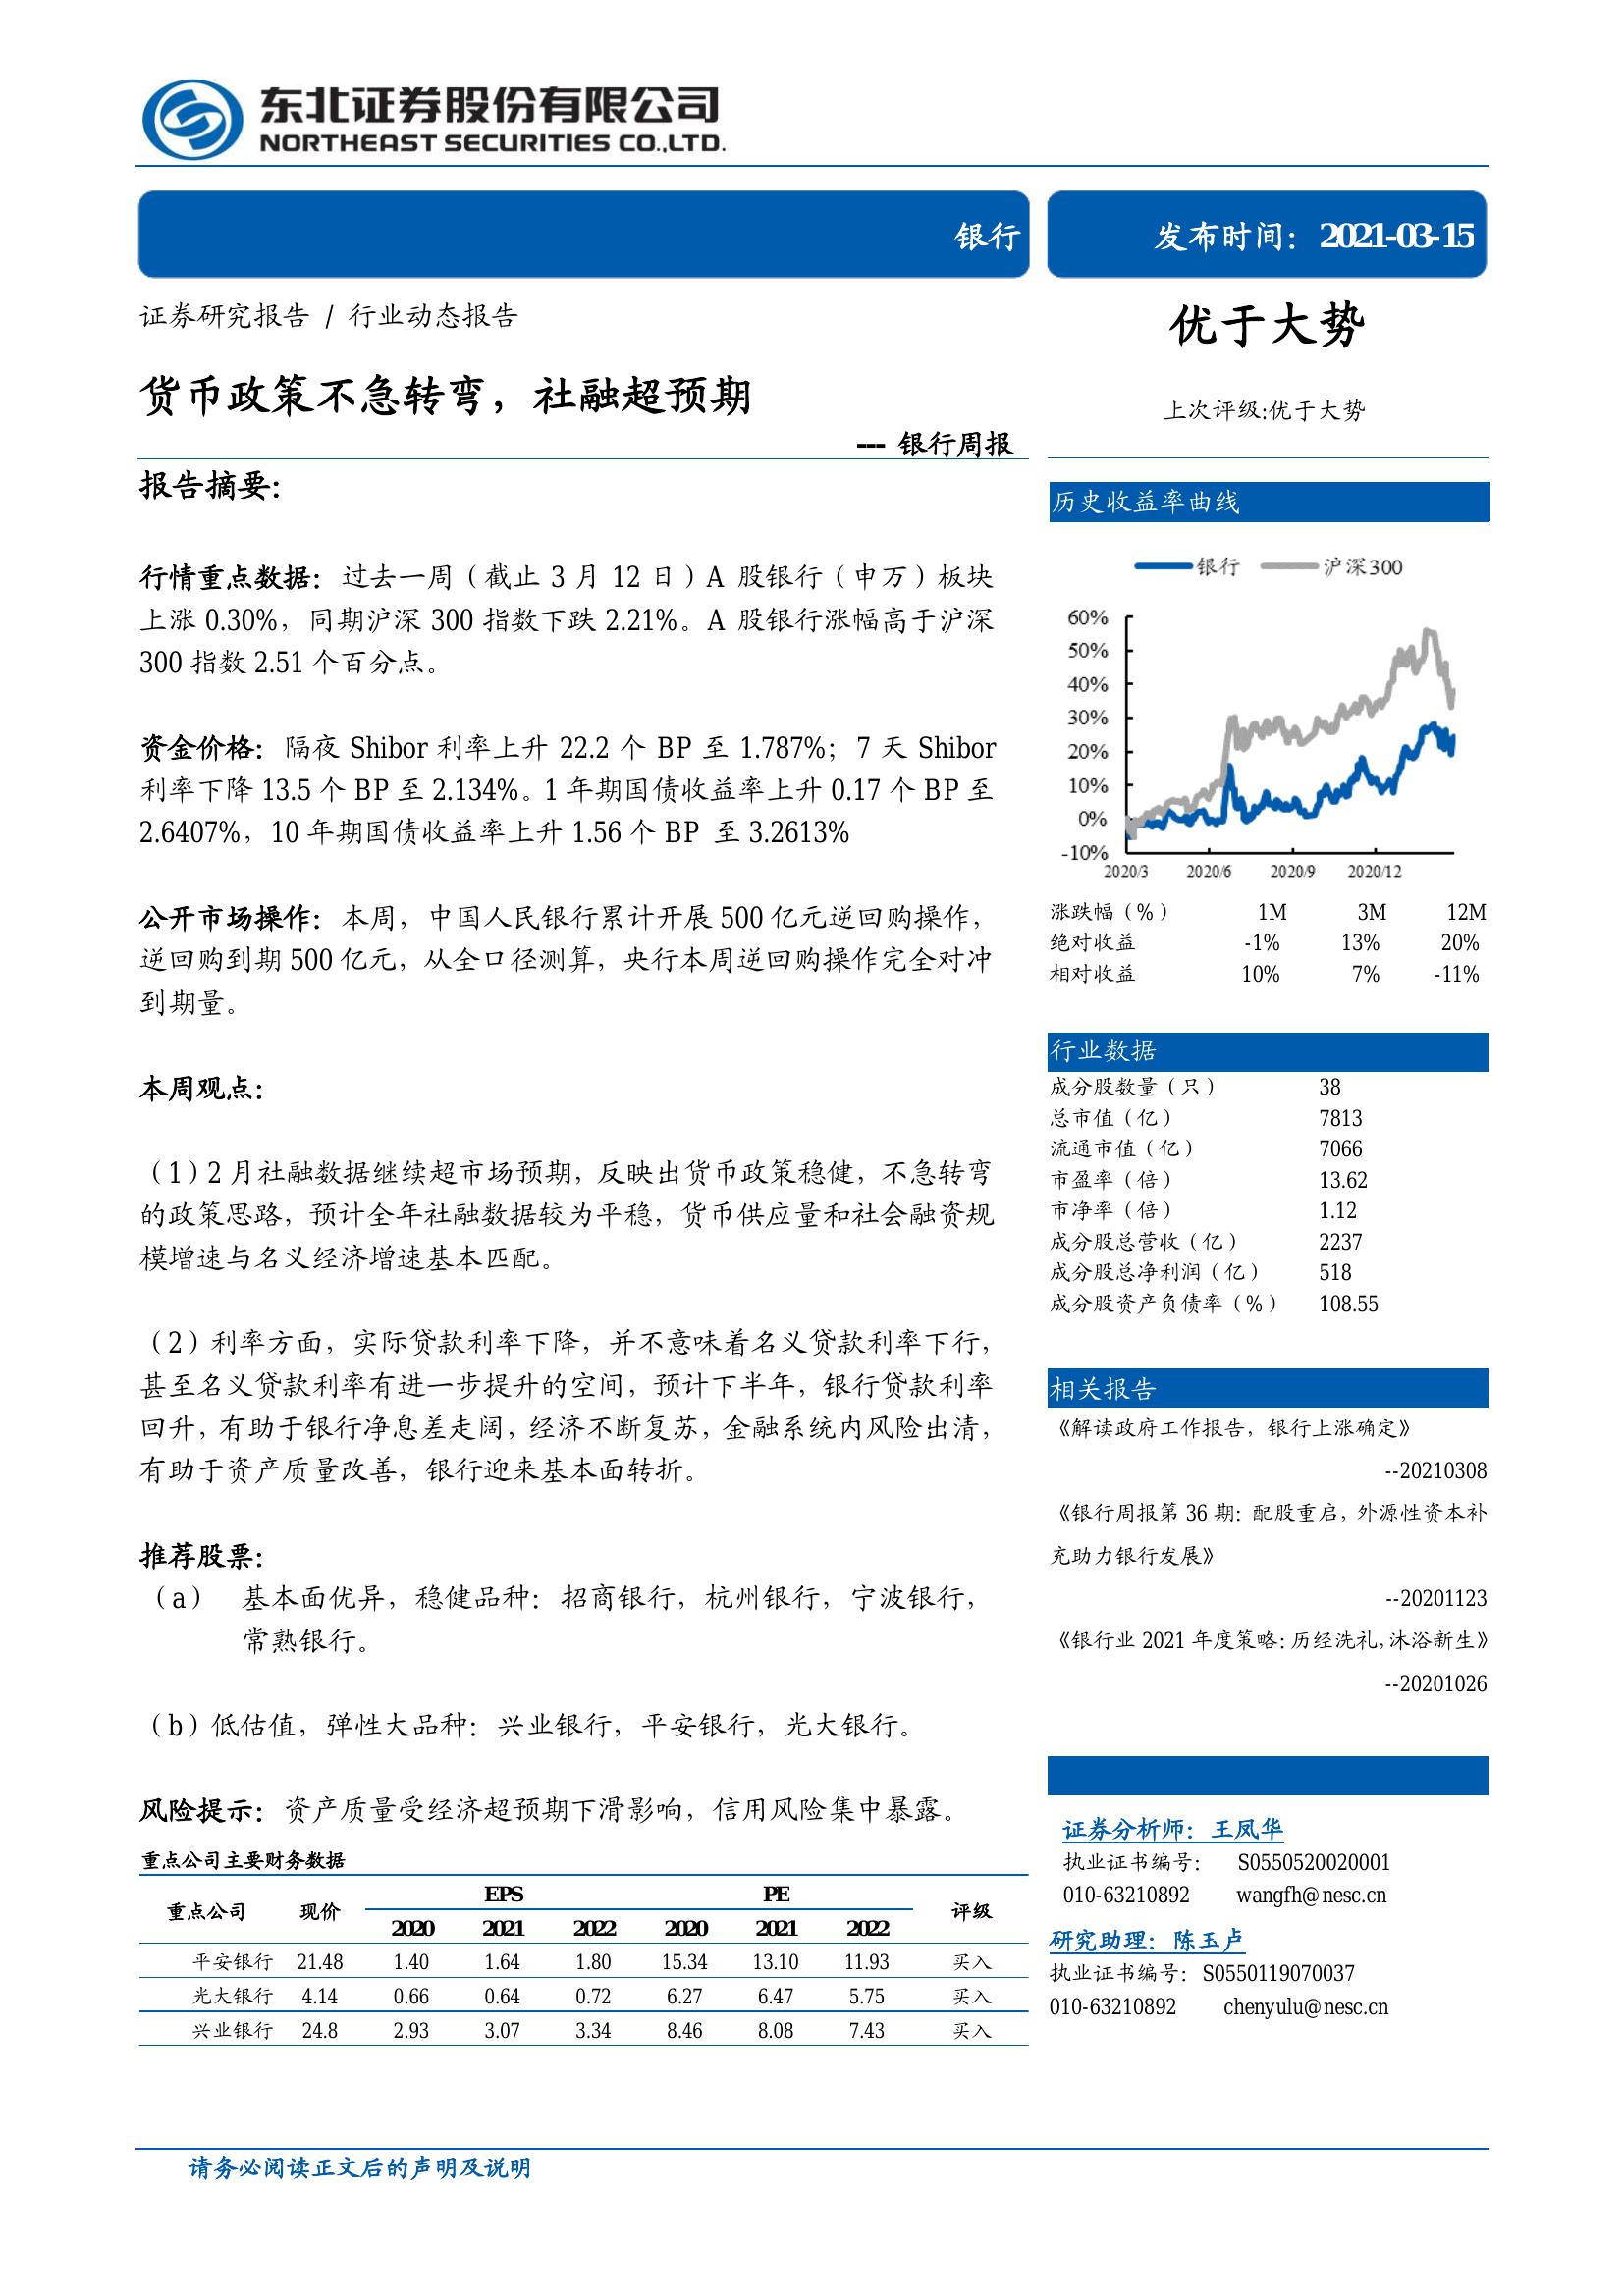 东北证券股份有限公司
NORTHEAST SECURITIES CO.,LTD.
银行
发布时间：2021-03-15
证券研究报告 / 行业动态报告
货币政策不急转弯，社融超预期
--- 银行周报
报告摘要：
行情重点数据：过去一周（截止 3 月 12 日）A 股银行（申万）板块
上涨 0.30%，同期沪深 300 指数下跌 2.21%。A 股银行涨幅高于沪深
300 指数 2.51 个百分点。
资金价格：隔夜 Shibor 利率上升 22.2 个 BP 至 1.787%；7 天 Shibor
利率下降 13.5 个 BP 至 2.134%。1 年期国债收益率上升 0.17 个 BP 至
2.6407%，10 年期国债收益率上升 1.56 个 BP 至 3.2613%
公开市场操作：本周，中国人民银行累计开展 500 亿元逆回购操作，
逆回购到期 500 亿元，从全口径测算，央行本周逆回购操作完全对冲
到期量。
本周观点：
（1）2 月社融数据继续超市场预期，反映出货币政策稳健，不急转弯
的政策思路，预计全年社融数据较为平稳，货币供应量和社会融资规
模增速与名义经济增速基本匹配。
（2）利率方面，实际贷款利率下降，并不意味着名义贷款利率下行，
甚至名义贷款利率有进一步提升的空间，预计下半年，银行贷款利率
回升，有助于银行净息差走阔，经济不断复苏，金融系统内风险出清，
有助于资产质量改善，银行迎来基本面转折。
推荐股票：
（a） 基本面优异，稳健品种：招商银行，杭州银行，宁波银行，
常熟银行。
（b）低估值，弹性大品种：兴业银行，平安银行，光大银行。
风险提示：资产质量受经济超预期下滑影响，信用风险集中暴露。
重点公司主要财务数据
重点公司 现价 EPS PE 评级
2020 2021 2022 2020 2021 2022
平安银行 21.48 1.40 1.64 1.80 15.34 13.10 11.93 买入
光大银行 4.14 0.66 0.64 0.72 6.27 6.47 5.75 买入
兴业银行 24.8 2.93 3.07 3.34 8.46 8.08 7.43 买入
优于大势
上次评级:优于大势
历史收益率曲线
银行 沪深300
60%
50%
40%
30%
20%
10%
0%
-10%
2020/3 2020/6 2020/9 2020/12
涨跌幅（%） 1M 3M 12M
绝对收益 -1% 13% 20%
相对收益 10% 7% -11%
行业数据
成分股数量（只） 38
总市值（亿） 7813
流通市值（亿） 7066
市盈率（倍） 13.62
市净率（倍） 1.12
成分股总营收（亿） 2237
成分股总净利润（亿） 518
成分股资产负债率（%） 108.55
相关报告
《解读政府工作报告，银行上涨确定》
--20210308
《银行周报第 36 期：配股重启，外源性资本补
充助力银行发展》
--20201123
《银行业 2021 年度策略：历经洗礼，沐浴新生》
--20201026
证券分析师：王凤华
执业证书编号： S0550520020001
010-63210892 wangfh@nesc.cn
研究助理：陈玉卢
执业证书编号：S0550119070037
010-63210892 chenyulu@nesc.cn
请务必阅读正文后的声明及说明